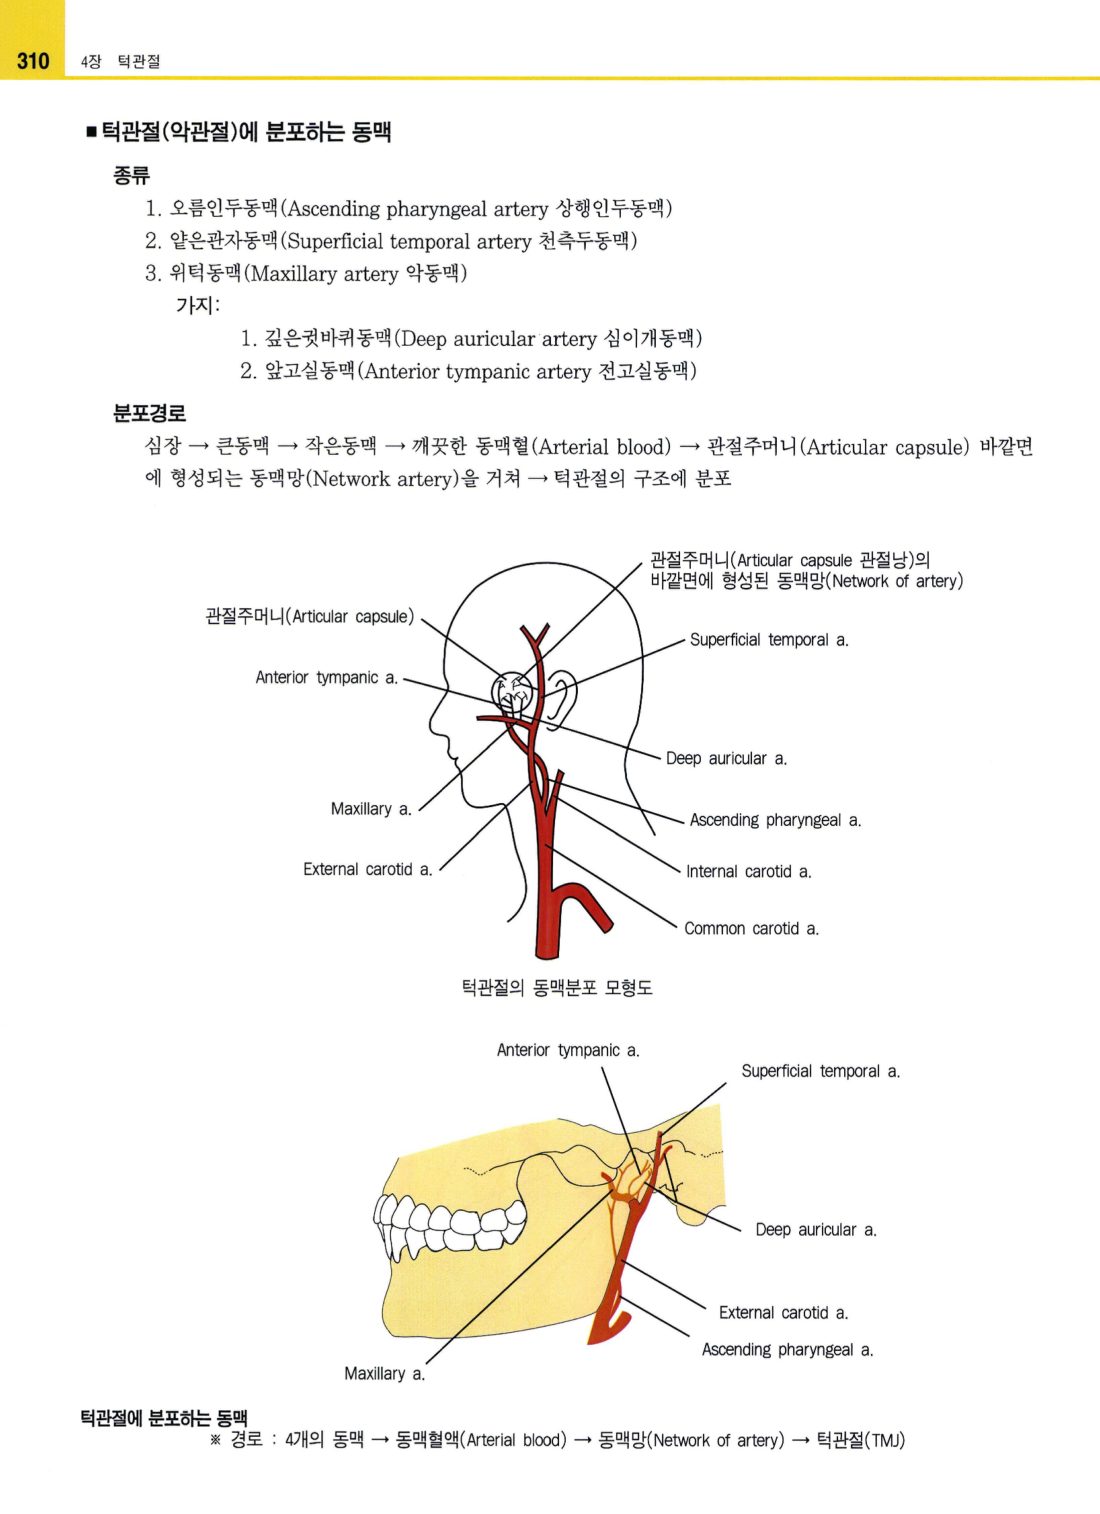 310
4장 턱관절
■ 턱관절(악관절)에 분포하는 동맥
종류
1. 오름인두동맥(Ascending pharyngeal artery 상행인두동맥)
2. 얕은관자동맥(Superficial temporal artery 천측두동맥)
3. 위턱동맥(Maxillary artery 악동맥)
가지:
1. 깊은귓바퀴동맥(Deep auricular artery 심이개동맥)
2. 앞고실동맥(Anterior tympanic artery 전고실동맥)
분포경로
심장 → 큰동맥 → 작은동맥 → 깨끗한 동맥혈(Arterial blood) → 관절주머니(Articular capsule) 바깥면
에 형성되는 동맥망(Network artery)을 거쳐 → 턱관절의 구조에 분포
관절주머니(Articular capsule 관절낭)의
바깥면에 형성된 동맥망(Network of artery)
관절주머니(Articular capsule)
Superficial temporal a.
Anterior tympanic a.
Deep auricular a.
Maxillary a.
Ascending pharyngeal a.
External carotid a.
Internal carotid a.
Common carotid a.
턱관절의 동맥분포 모형도
Anterior tympanic a.
Superficial temporal a.
Deep auricular a.
External carotid a.
Ascending pharyngeal a.
Maxillary a.
턱관절에 분포하는 동맥
※ 경로 : 4개의 동맥 → 동맥혈액(Arterial blood) → 동맥망(Network of artery) → 턱관절(TMJ)